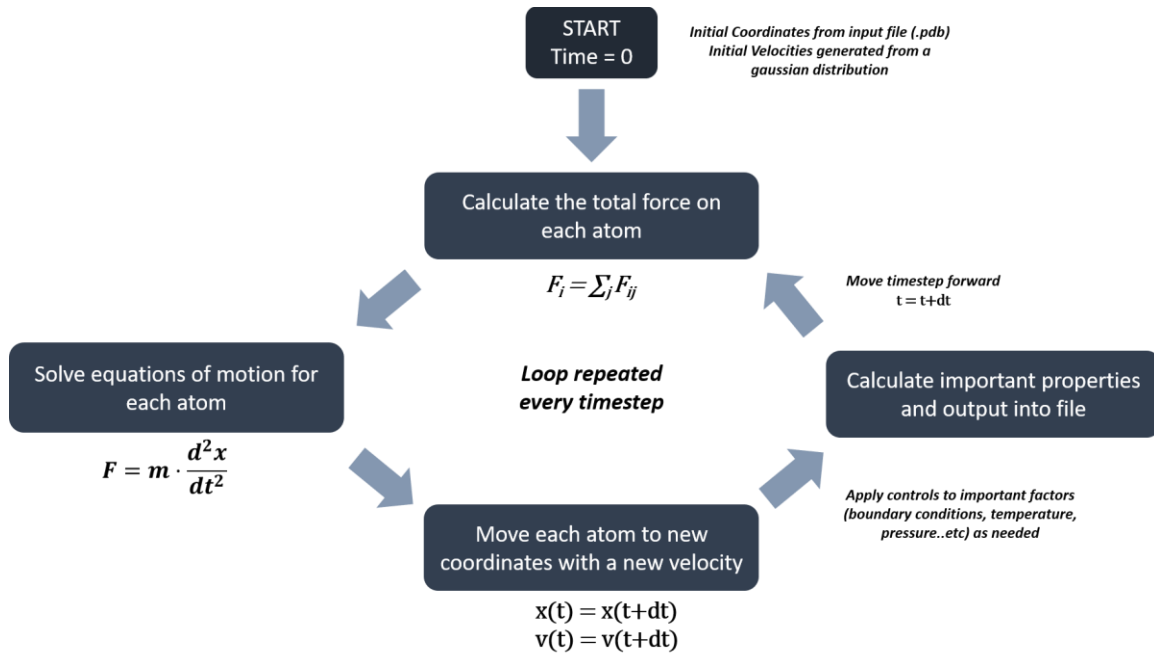 START
Time = 0
Initial Coordinates from input file (.pdb)
Initial Velocities generated from a
gaussian distribution
Calculate the total force on
each atom
F_i = ∑_j F_ij
Move timestep forward
t = t+dt
Solve equations of motion for
each atom
F = m · d²x/dt²
Loop repeated
every timestep
Calculate important properties
and output into file
Apply controls to important factors
(boundary conditions, temperature,
pressure..etc) as needed
Move each atom to new
coordinates with a new velocity
x(t) = x(t+dt)
v(t) = v(t+dt)